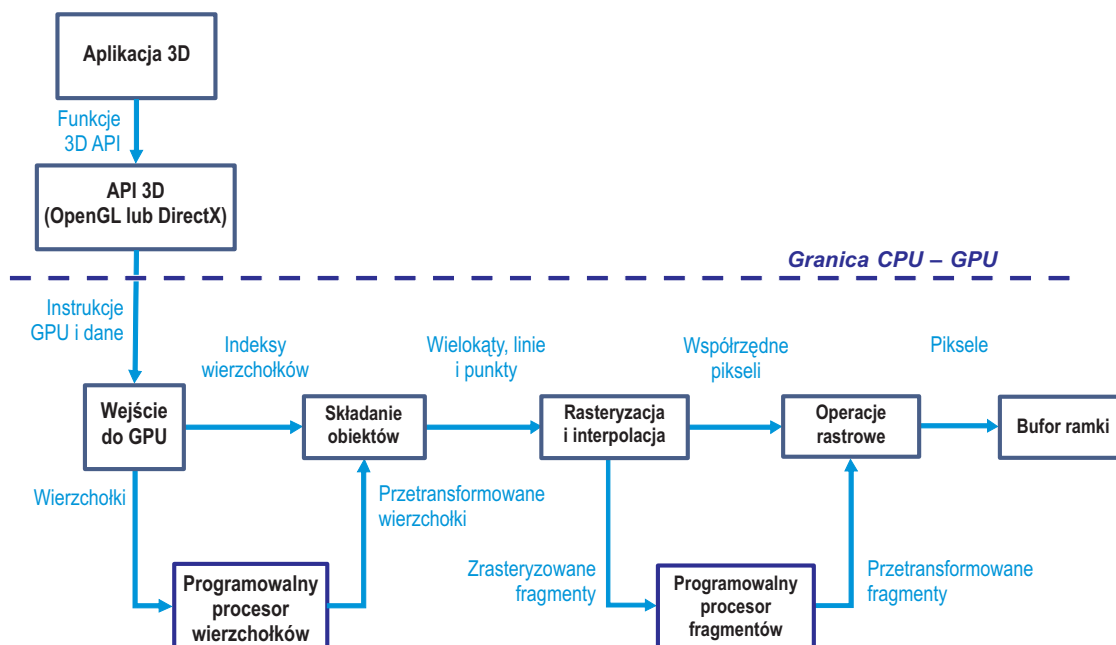 Aplikacja 3D
Funkcje
3D API
API 3D
(OpenGL lub DirectX)
Granica CPU – GPU
Instrukcje
GPU i dane
Indeksy
wierzchołków
Wielokąty, linie
i punkty
Współrzędne
pikseli
Piksele
Wejście
do GPU
Składanie
obiektów
Rasteryzacja
i interpolacja
Operacje
rastrowe
Bufor ramki
Wierzchołki
Przetransformowane
wierzchołki
Zrasteryzowane
fragmenty
Przetransformowane
fragmenty
Programowalny
procesor
wierzchołków
Programowalny
procesor
fragmentów